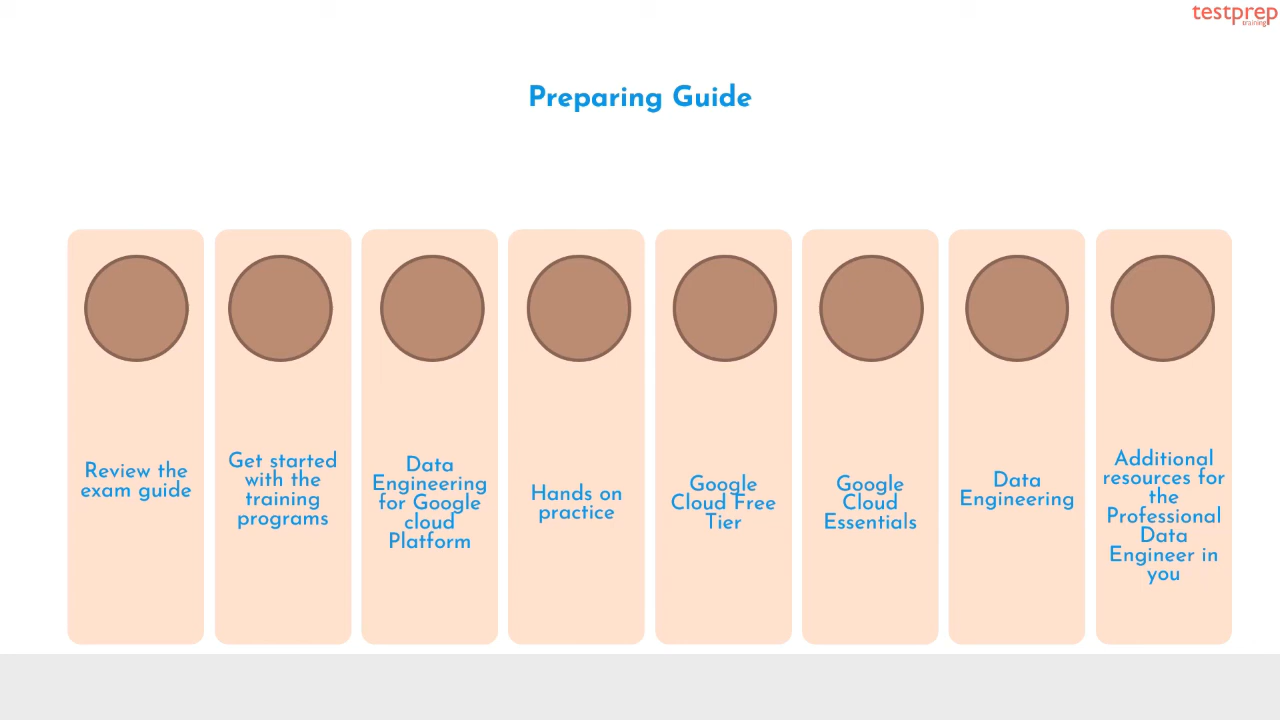 testprep
training
Preparing Guide
Review the
exam guide
Get started
with the
training
programs
Data
Engineering
for Google
cloud
Platform
Hands on
practice
Google
Cloud Free
Tier
Google
Cloud
Essentials
Data
Engineering
Additional
resources for
the
Professional
Data
Engineer in
you